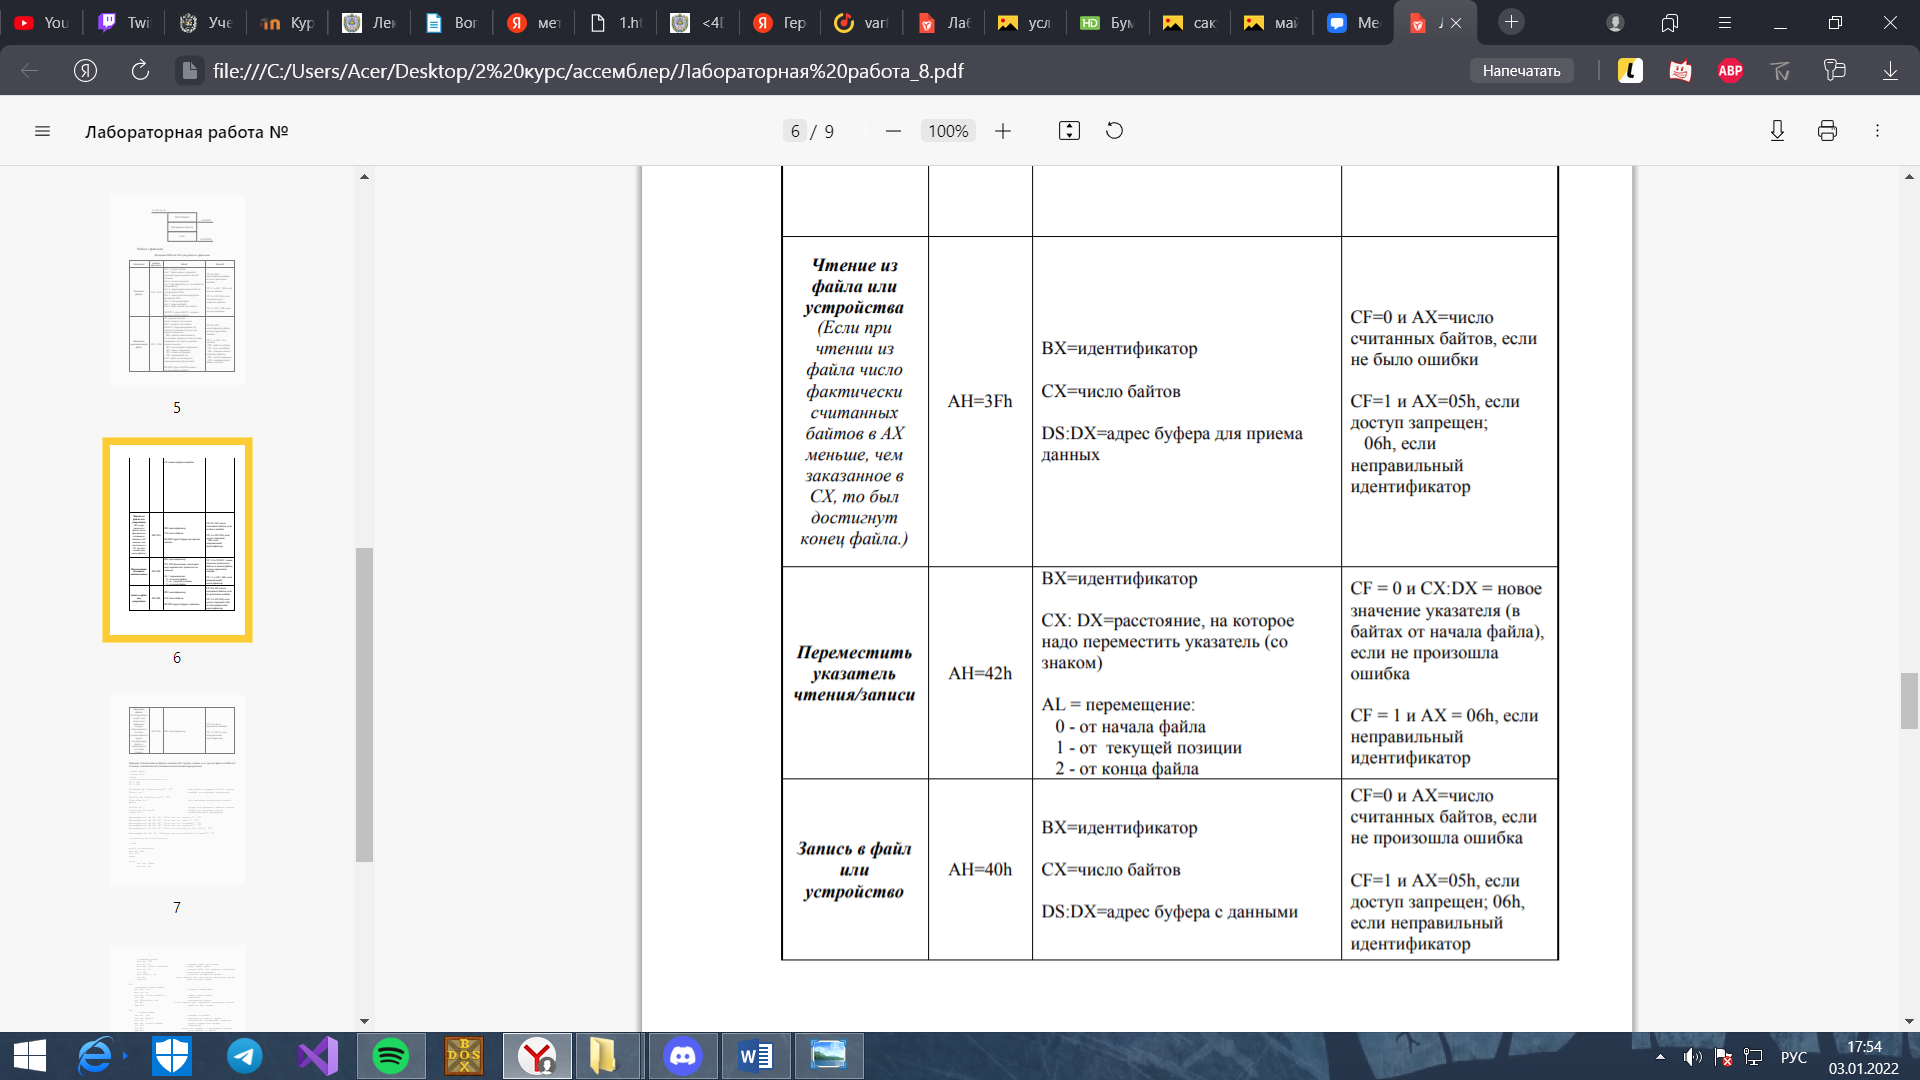 You
Twi
Уче
Кур
Лек
Вог
мет
1.ht
<4D
Гер
varf
Лаб
усл
HD
Бум
сак
май
Мес
Л
file:///C:/Users/Acer/Desktop/2%20курс/ассемблер/Лабораторная%20работа_8.pdf
Напечатать
ABP
Лабораторная работа №
6 / 9
100%
5
6
7
Чтение из
файла или
устройства
(Если при
чтении из
файла число
фактически
считанных
байтов в AX
меньше, чем
заказанное в
CX, то был
достигнут
конец файла.)
AH=3Fh
BX=идентификатор
CX=число байтов
DS:DX=адрес буфера для приема
данных
CF=0 и AX=число
считанных байтов, если
не было ошибки
CF=1 и AX=05h, если
доступ запрещен;
06h, если
неправильный
идентификатор
Переместить
указатель
чтения/записи
AH=42h
BX=идентификатор
CX: DX=расстояние, на которое
надо переместить указатель (со
знаком)
AL = перемещение:
0 - от начала файла
1 - от текущей позиции
2 - от конца файла
CF = 0 и CX:DX = новое
значение указателя (в
байтах от начала файла),
если не произошла
ошибка
CF = 1 и AX = 06h, если
неправильный
идентификатор
Запись в файл
или
устройство
AH=40h
BX=идентификатор
CX=число байтов
DS:DX=адрес буфера с данными
CF=0 и AX=число
считанных байтов, если
не произошла ошибка
CF=1 и AX=05h, если
доступ запрещен; 06h,
если неправильный
идентификатор
РУС
17:54
03.01.2022